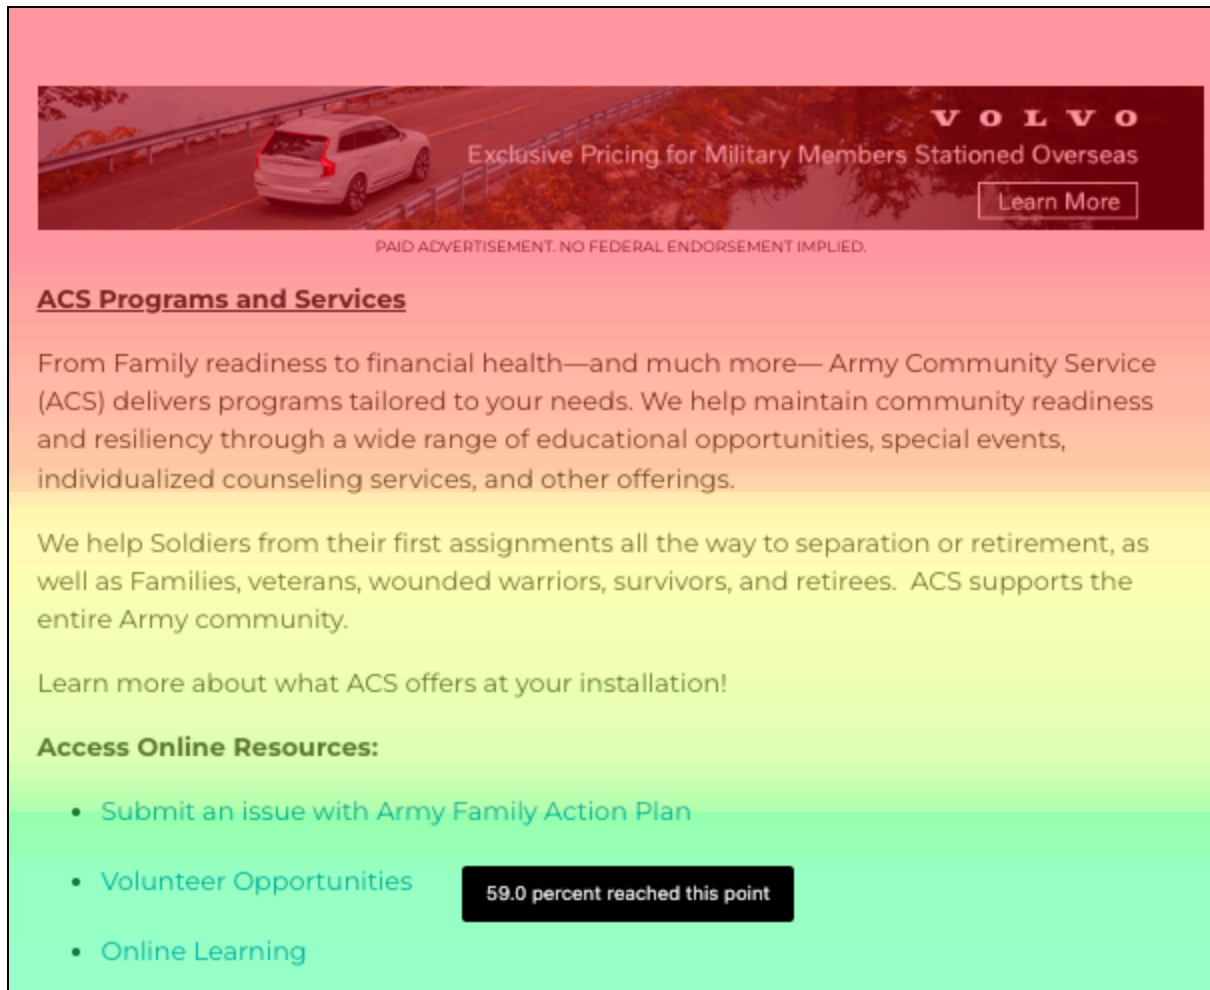 VOLVO
Exclusive Pricing for Military Members Stationed Overseas
Learn More
PAID ADVERTISEMENT. NO FEDERAL ENDORSEMENT IMPLIED.
ACS Programs and Services
From Family readiness to financial health—and much more— Army Community Service
(ACS) delivers programs tailored to your needs. We help maintain community readiness
and resiliency through a wide range of educational opportunities, special events,
individualized counseling services, and other offerings.
We help Soldiers from their first assignments all the way to separation or retirement, as
well as Families, veterans, wounded warriors, survivors, and retirees.  ACS supports the
entire Army community.
Learn more about what ACS offers at your installation!
Access Online Resources:
• Submit an issue with Army Family Action Plan
• Volunteer Opportunities
59.0 percent reached this point
• Online Learning